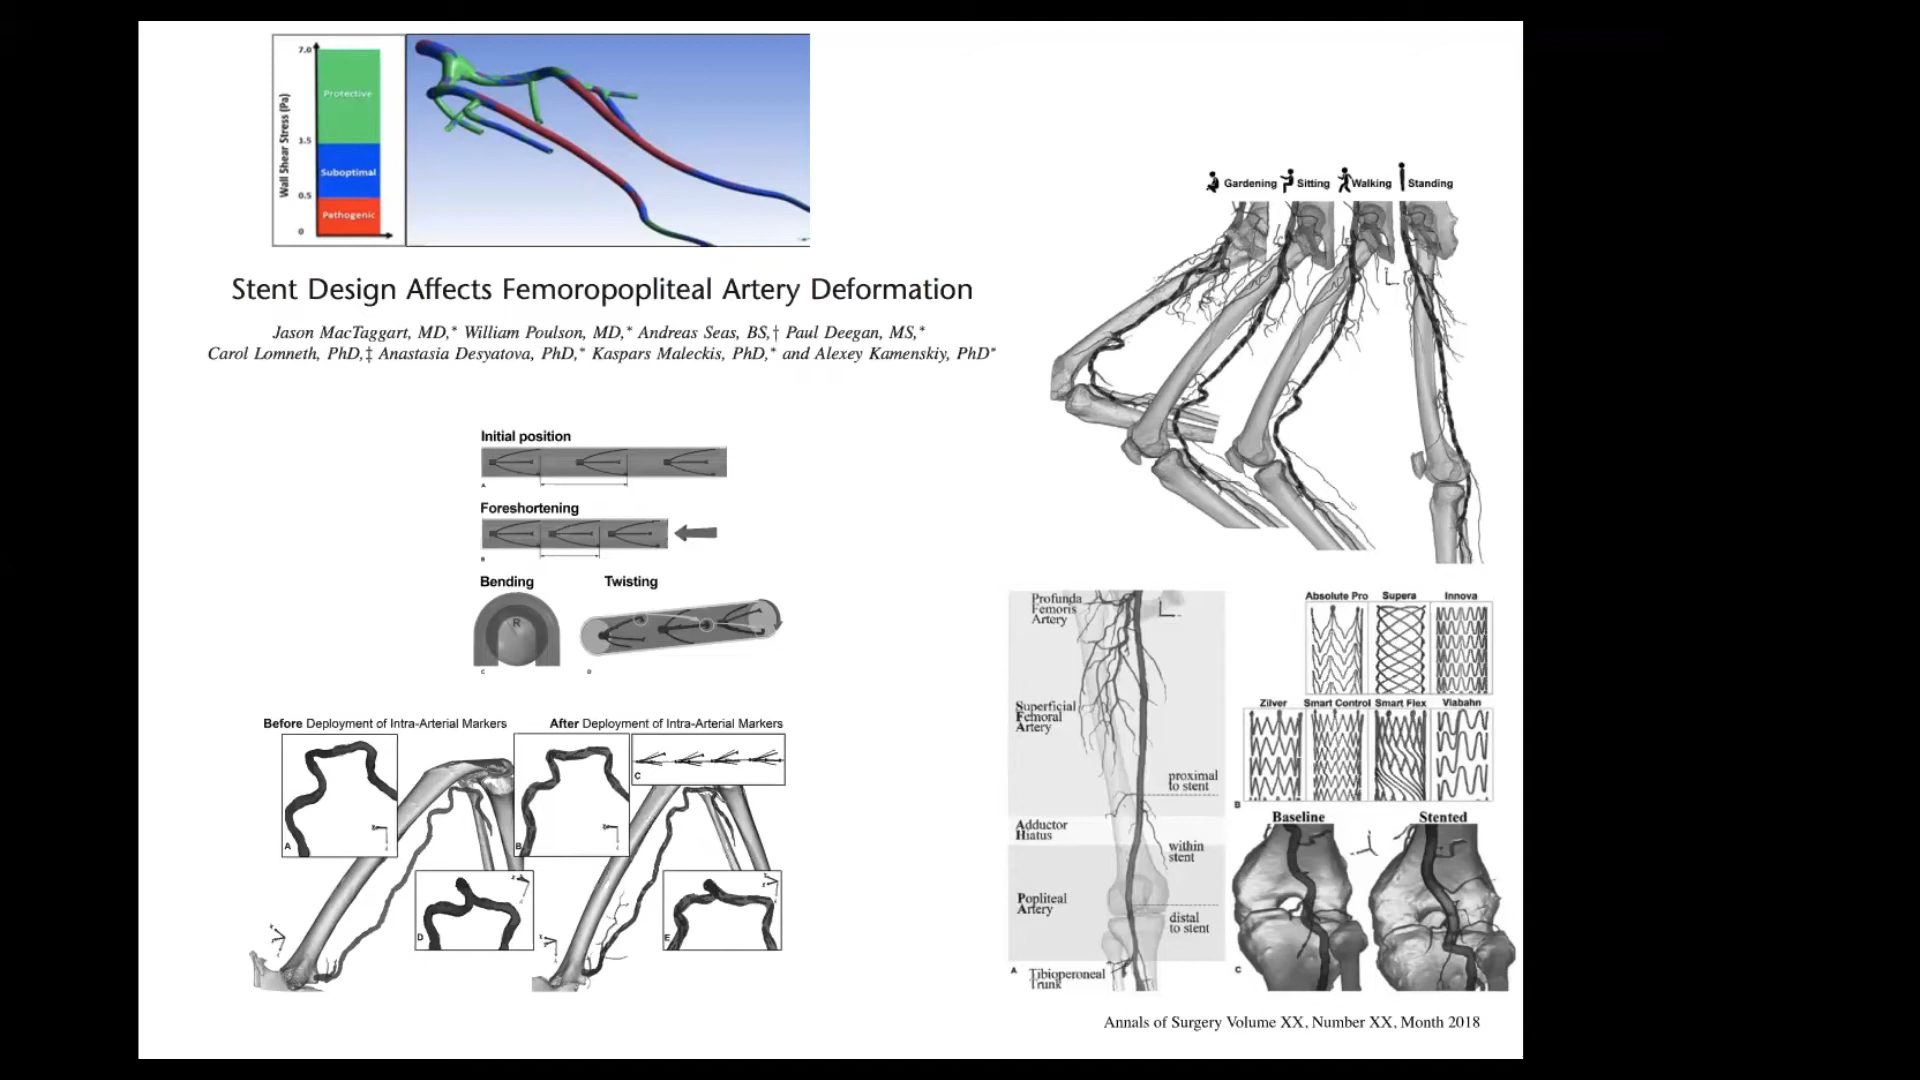 7.0
Protective
1.5
Suboptimal
0.5
Pathogenic
0
Wall Shear Stress (Pa)
Stent Design Affects Femoropopliteal Artery Deformation
Jason MacTaggart, MD,* William Poulson, MD,* Andreas Seas, BS,† Paul Deegan, MS,*
Carol Lomneth, PhD,‡ Anastasia Desyatova, PhD,* Kaspars Maleckis, PhD,* and Alexey Kamenskiy, PhD*
Initial position
A
Foreshortening
B
Bending
Twisting
R
C
D
Before Deployment of Intra-Arterial Markers
After Deployment of Intra-Arterial Markers
A
B
C
D
E
Gardening
Sitting
Walking
Standing
Profunda
Femoris
Artery
Superficial
Femoral
Artery
proximal
to stent
Adductor
Hiatus
within
stent
Popliteal
Artery
distal
to stent
A
Tibioperoneal
Trunk
Absolute Pro
Supera
Innova
Zilver
Smart Control
Smart Flex
Viabahn
B
Baseline
Stented
C
Annals of Surgery Volume XX, Number XX, Month 2018